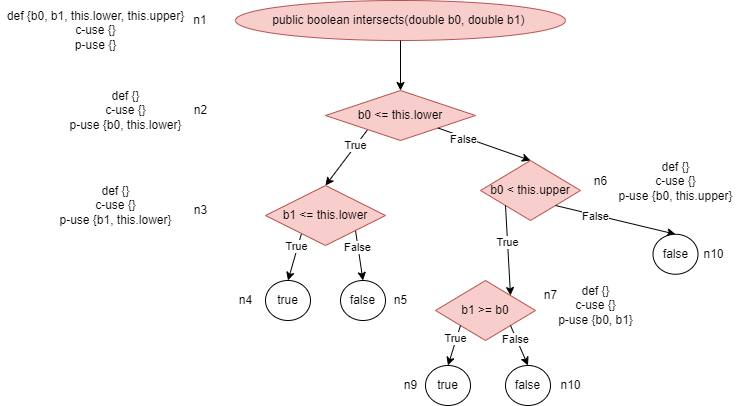 def {b0, b1, this.lower, this.upper}
c-use {}
p-use {}
n1
public boolean intersects(double b0, double b1)
def {}
c-use {}
p-use {b0, this.lower}
n2
b0 <= this.lower
True
False
def {}
c-use {}
p-use {b1, this.lower}
n3
b1 <= this.lower
b0 < this.upper
n6
def {}
c-use {}
p-use {b0, this.upper}
True
False
True
False
n4
true
false
n5
false
n10
b1 >= b0
n7
def {}
c-use {}
p-use {b0, b1}
True
False
n9
true
false
n10